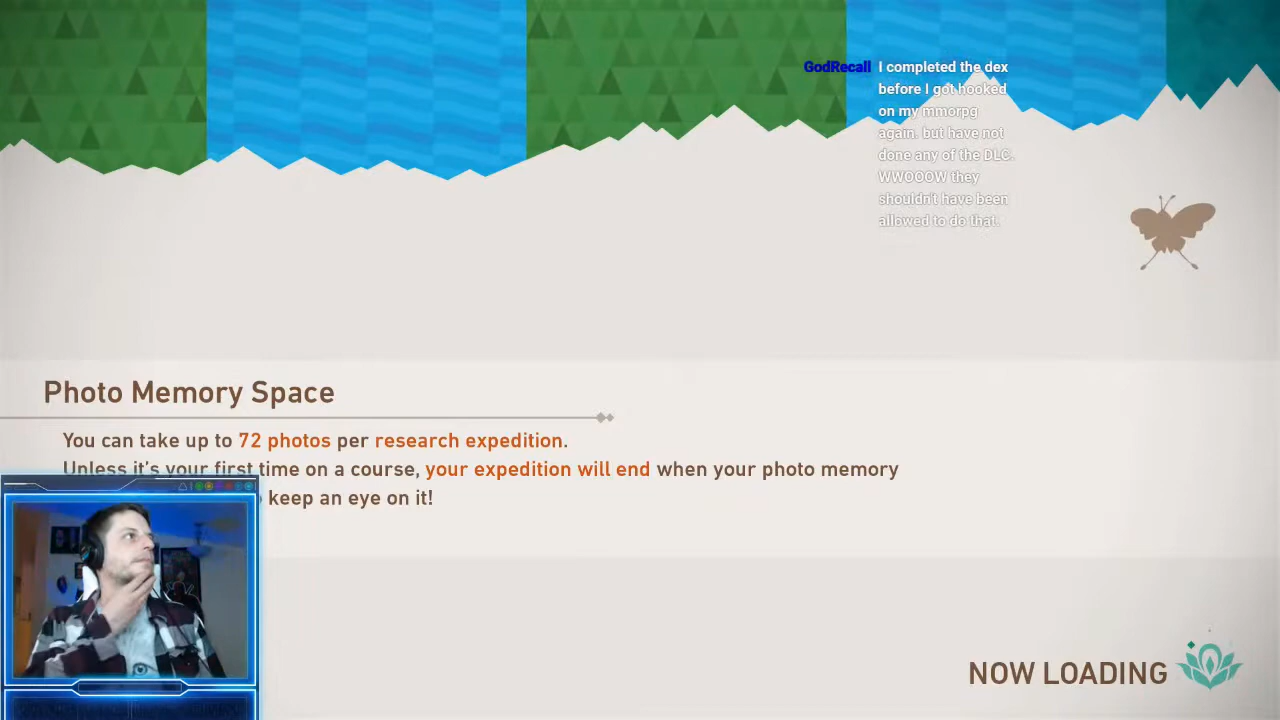 GodRecall I completed the dex
before I got hooked
on my mmorpg
again. but have not
done any of the DLC.
WWOOOW they
shouldn't have been
allowed to do that.
Photo Memory Space
You can take up to 72 photos per research expedition.
Unless it's your first time on a course, your expedition will end when your photo memory
keep an eye on it!
NOW LOADING